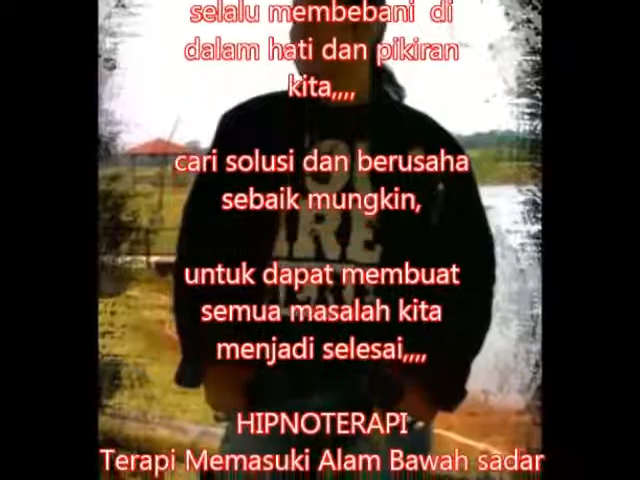 selalu membebani  di
dalam hati dan pikiran
kita,,,,
cari solusi dan berusaha
sebaik mungkin,
untuk dapat membuat
semua masalah kita
menjadi selesai,,,,
HIPNOTERAPI
Terapi Memasuki Alam Bawah sadar